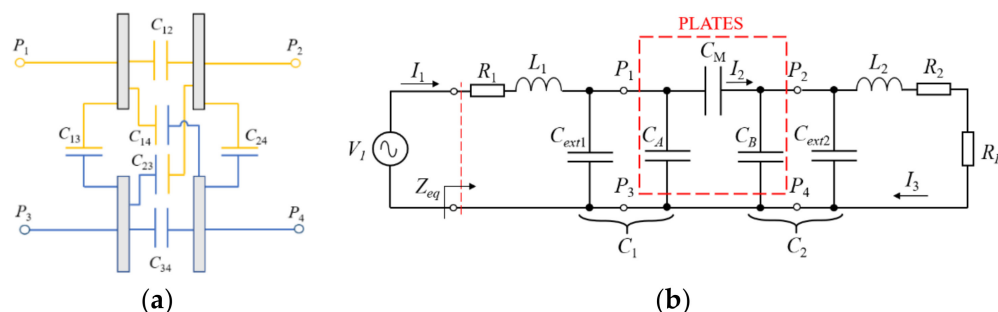 C12
P1
P2
C13
C14
C23
C24
P3
P4
C34
(a)
PLATES
I1
R1
L1
P1
CM
I2
P2
L2
R2
V1
Cext1
CA
CB
Cext2
Zeq
P3
P4
I3
C1
C2
(b)